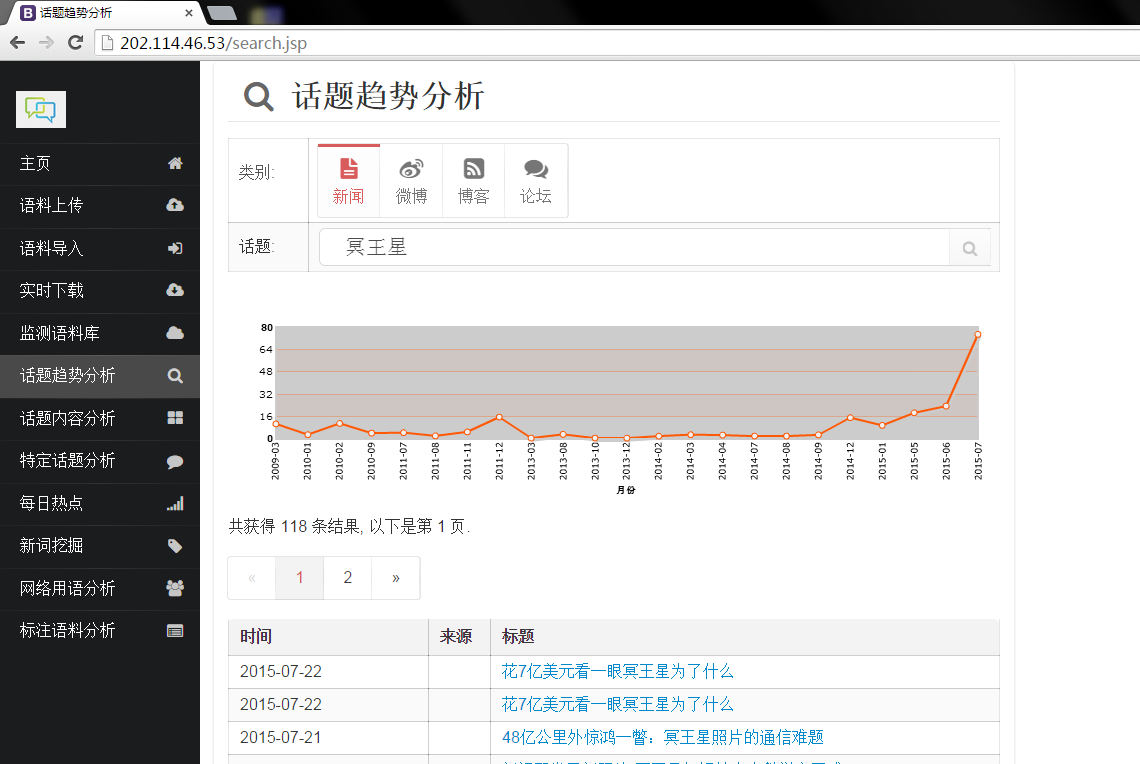 话题趋势分析
202.114.46.53/search.jsp
话题趋势分析
主页
语料上传
语料导入
实时下载
监测语料库
话题趋势分析
话题内容分析
特定话题分析
每日热点
新词挖掘
网络用语分析
标注语料分析
类别:
新闻 微博 博客 论坛
话题: 冥王星
80
64
48
32
16
0
2009-03 2010-01 2010-02 2010-09 2011-07 2011-08 2011-11 2011-12 2013-03 2013-08 2013-10 2013-12 2014-02 2014-03 2014-04 2014-07 2014-08 2014-09 2014-12 2015-01 2015-05 2015-06 2015-07
月份
共获得 118 条结果, 以下是第 1 页.
« 1 2 »
时间 来源 标题
2015-07-22 花7亿美元看一眼冥王星为了什么
2015-07-22 花7亿美元看一眼冥王星为了什么
2015-07-21 48亿公里外惊鸿一瞥：冥王星照片的通信难题